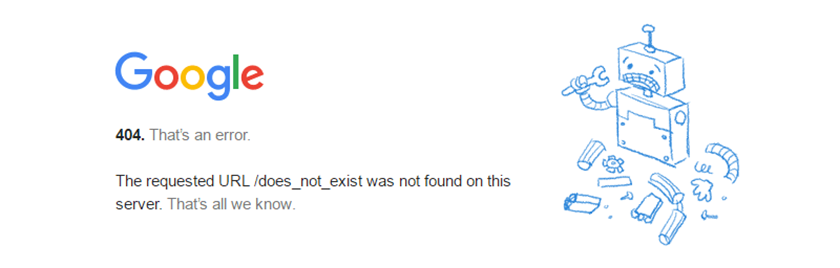 Google
404. That's an error.
The requested URL /does_not_exist was not found on this
server. That's all we know.